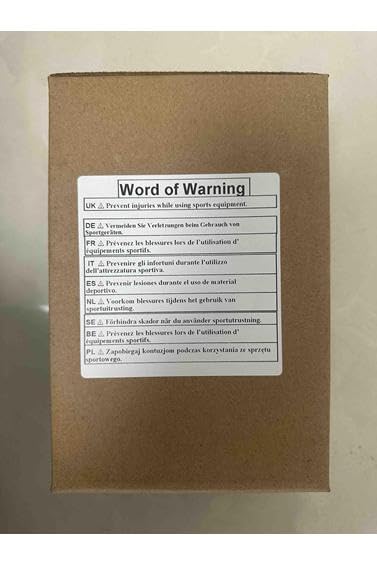 Word of Warning
UK ⚠ Prevent injuries while using sports equipment.
DE ⚠ Vermeiden Sie Verletzungen beim Gebrauch von
Sportgeräten.
FR ⚠ Prévenez les blessures lors de l'utilisation d'
équipements sportifs.
IT ⚠ Prevenire gli infortuni durante l'utilizzo
dell'attrezzatura sportiva.
ES ⚠ Prevenir lesiones durante el uso de material
deportivo.
NL ⚠ Voorkom blessures tijdens het gebruik van
sportuitrusting.
SE ⚠ Förhindra skador när du använder sportutrustning.
BE ⚠ Prévenez les blessures lors de l'utilisation d'
équipements sportifs.
PL ⚠ Zapobiegaj kontuzjom podczas korzystania ze sprzętu
sportowego.